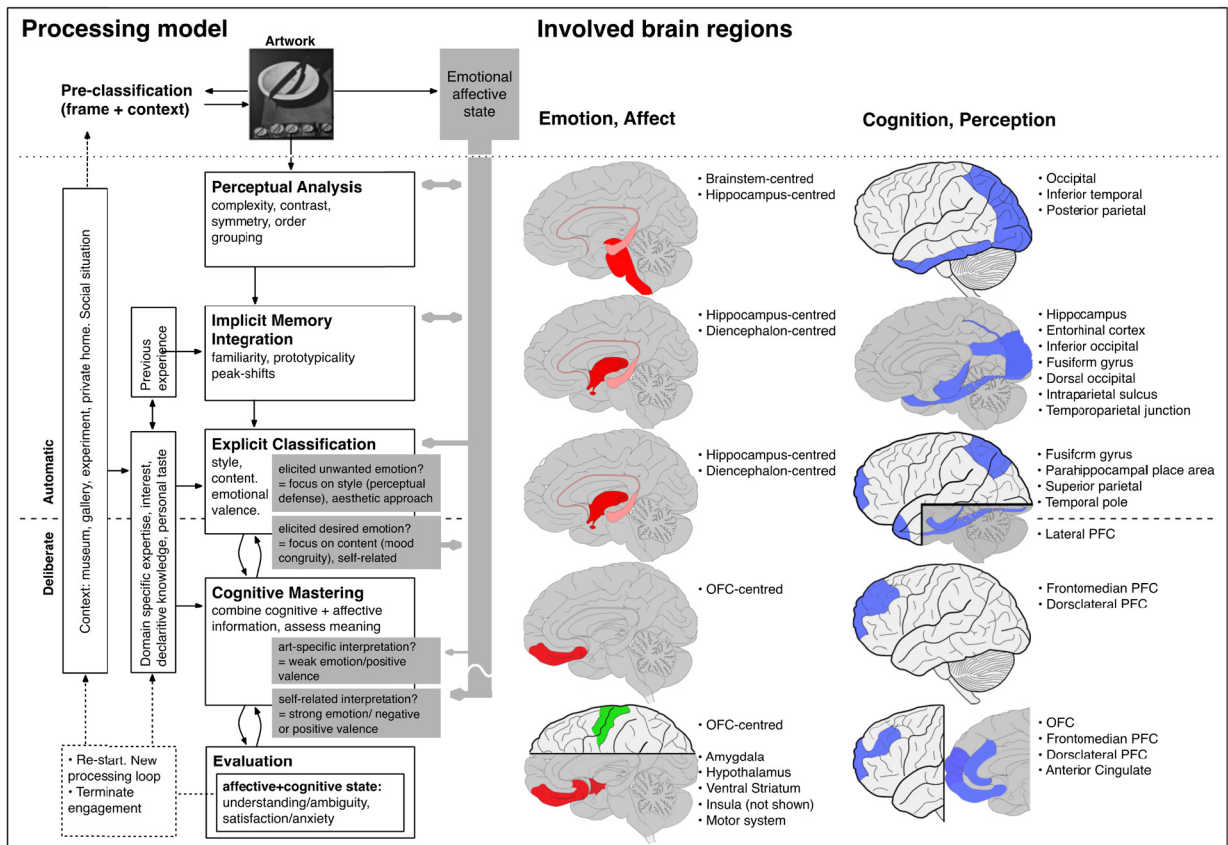 Processing model
Involved brain regions
Artwork
Pre-classification
(frame + context)
Emotional
affective
state
Emotion, Affect
Cognition, Perception
Automatic
Deliberate
Context: museum, gallery, experiment, private home. Social situation
Previous
experience
Domain specific expertise, interest,
declaritive knowledge, personal taste
Perceptual Analysis
complexity, contrast,
symmetry, order
grouping
• Brainstem-centred
• Hippocampus-centred
• Occipital
• Inferior temporal
• Posterior parietal
Implicit Memory
Integration
familiarity, prototypicality
peak-shifts
• Hippocampus-centred
• Diencephalon-centred
• Hippocampus
• Entorhinal cortex
• Inferior occipital
• Fusiform gyrus
• Dorsal occipital
• Intraparietal sulcus
• Temporoparietal junction
Explicit Classification
style,
content.
emotional
valence.
elicited unwanted emotion?
= focus on style (perceptual
defense), aesthetic approach
elicited desired emotion?
= focus on content (mood
congruity), self-related
• Hippocampus-centred
• Diencephalon-centred
• Fusiform gyrus
• Parahippocampal place area
• Superior parietal
• Temporal pole
• Lateral PFC
Cognitive Mastering
combine cognitive + affective
information, assess meaning
art-specific interpretation?
= weak emotion/positive
valence
self-related interpretation?
= strong emotion/ negative
or positive valence
• OFC-centred
• Frontomedian PFC
• Dorsclateral PFC
Evaluation
affective+cognitive state:
understanding/ambiguity,
satisfaction/anxiety
• Re-start. New
processing loop
• Terminate
engagement
• OFC-centred
• Amygdala
• Hypothalamus
• Ventral Striatum
• Insula (not shown)
• Motor system
• OFC
• Frontomedian PFC
• Dorsclateral PFC
• Anterior Cingulate